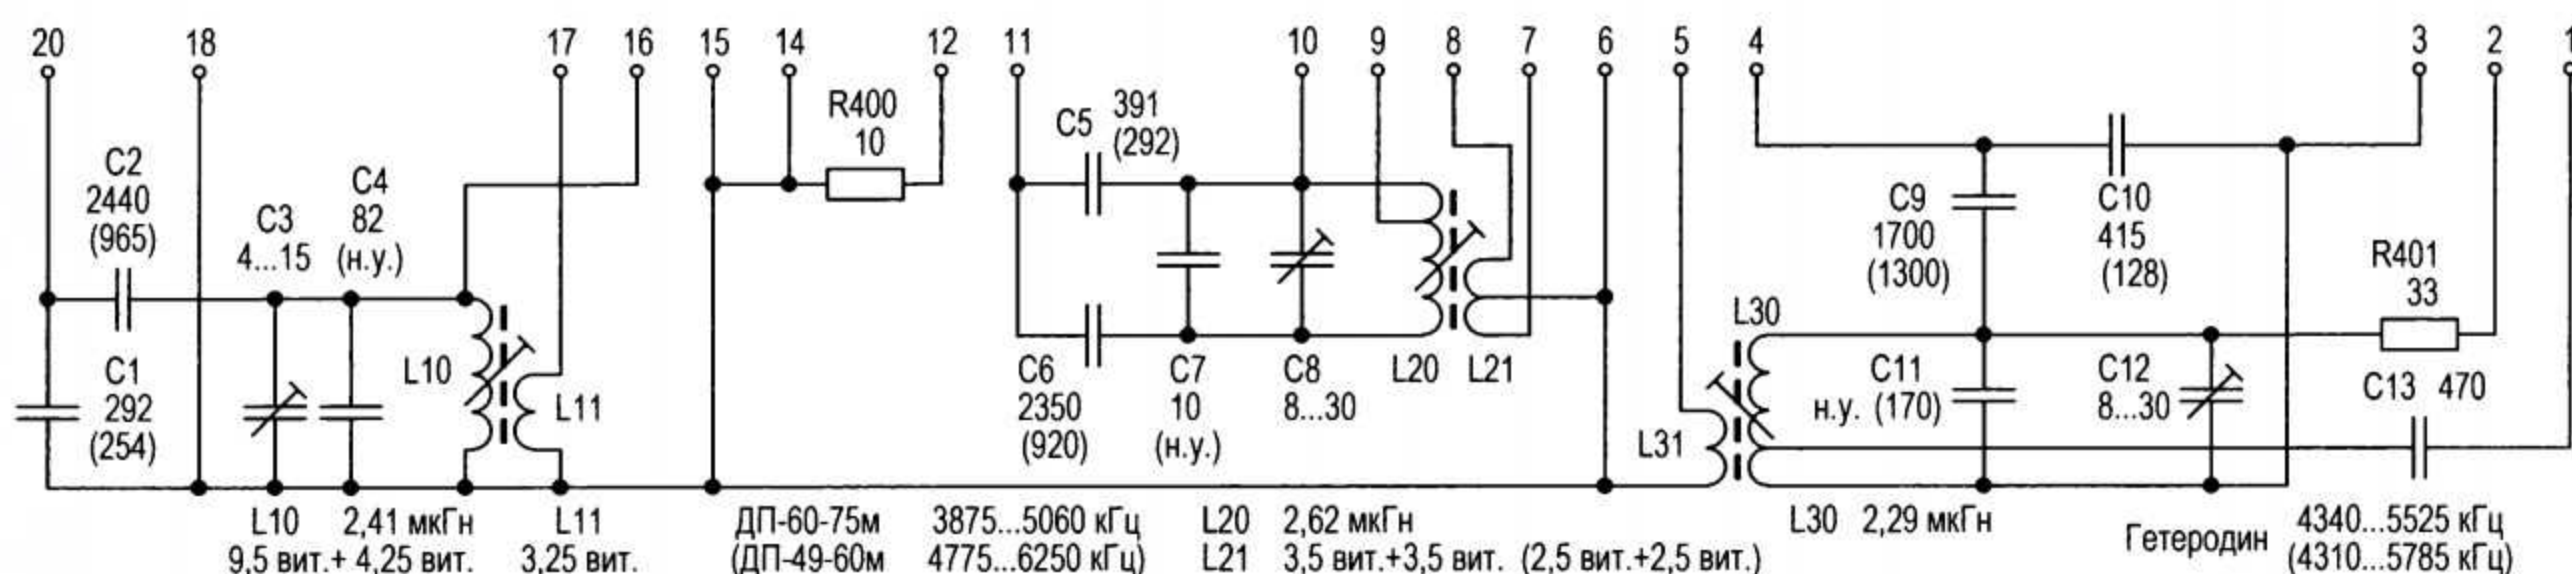 20 18 17 16 15 14 12 11 10 9 8 7 6 5 4 3 2 1
C2
2440
(965)
C3
4...15
C4
82
(н.у.)
C1
292
(254)
L10
L11
R400
10
C5
391
(292)
C6
2350
(920)
C7
10
(н.у.)
C8
8...30
L20
L21
L30
L31
C9
1700
(1300)
C10
415
(128)
R401
33
C11
н.у. (170)
C12
8...30
C13 470
L10 2,41 мкГн L11
9,5 вит.+ 4,25 вит. 3,25 вит.
ДП-60-75м 3875...5060 кГц
(ДП-49-60м 4775...6250 кГц)
L20 2,62 мкГн
L21 3,5 вит.+3,5 вит. (2,5 вит.+2,5 вит.)
L30 2,29 мкГн
Гетеродин 4340...5525 кГц
(4310...5785 кГц)